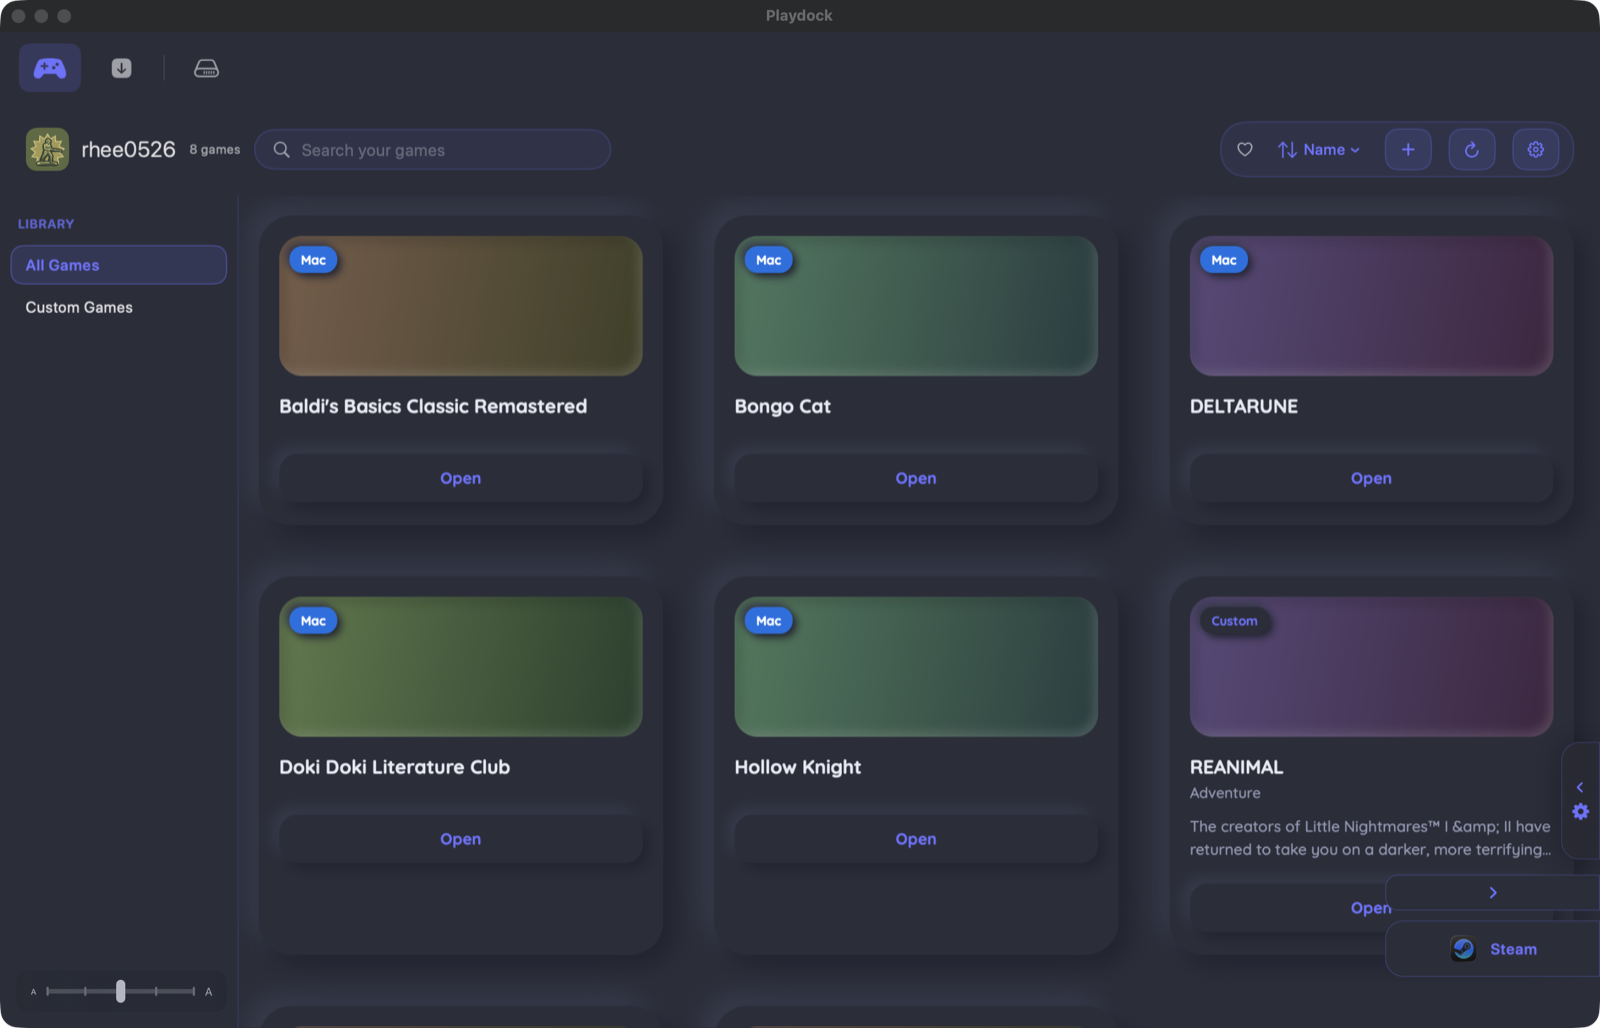 Playdock
rhee0526
8 games
Search your games
Name
LIBRARY
All Games
Custom Games
Mac
Mac
Mac
Baldi's Basics Classic Remastered
Bongo Cat
DELTARUNE
Open
Open
Open
Mac
Mac
Custom
Doki Doki Literature Club
Hollow Knight
REANIMAL
Adventure
The creators of Little Nightmares™ I &amp; II have
returned to take you on a darker, more terrifying...
Open
Open
Open
Steam
A
A